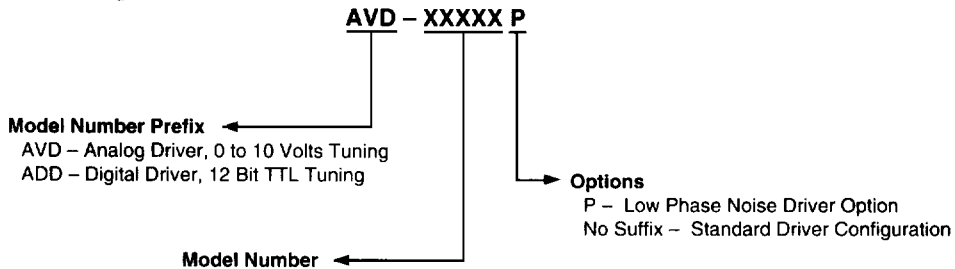 AVD – XXXXX P
Model Number Prefix
AVD – Analog Driver, 0 to 10 Volts Tuning
ADD – Digital Driver, 12 Bit TTL Tuning
Options
P – Low Phase Noise Driver Option
No Suffix – Standard Driver Configuration
Model Number